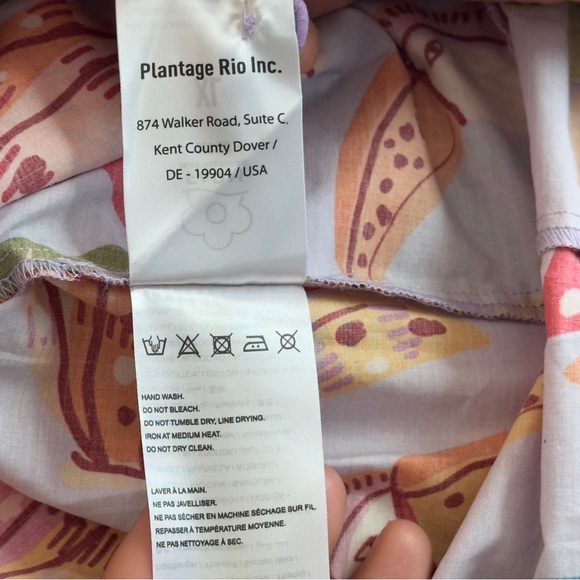 Plantage Rio Inc.
874 Walker Road, Suite C,
Kent County Dover /
DE - 19904 / USA
HAND WASH.
DO NOT BLEACH.
DO NOT TUMBLE DRY, LINE DRYING.
IRON AT MEDIUM HEAT.
DO NOT DRY CLEAN.
LAVER À LA MAIN.
NE PAS JAVELLISER.
NE PAS SÉCHER EN MACHINE SÉCHAGE SUR FIL.
REPASSER À TEMPÉRATURE MOYENNE.
NE PAS NETTOYAGE À SEC.